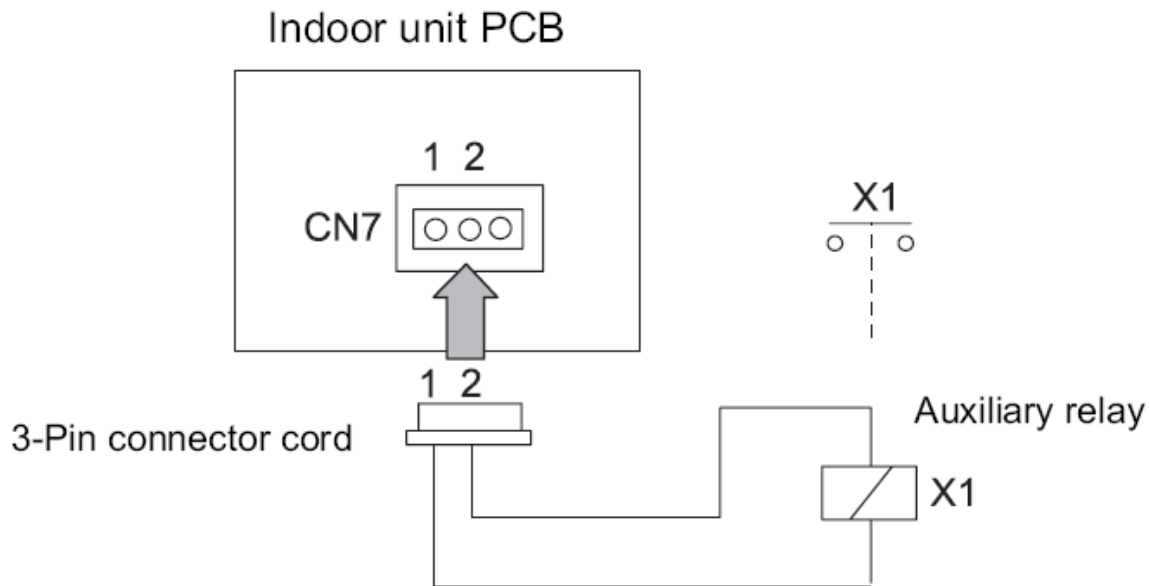 Indoor unit PCB
1 2
CN7
X1
1 2
3-Pin connector cord
Auxiliary relay
X1